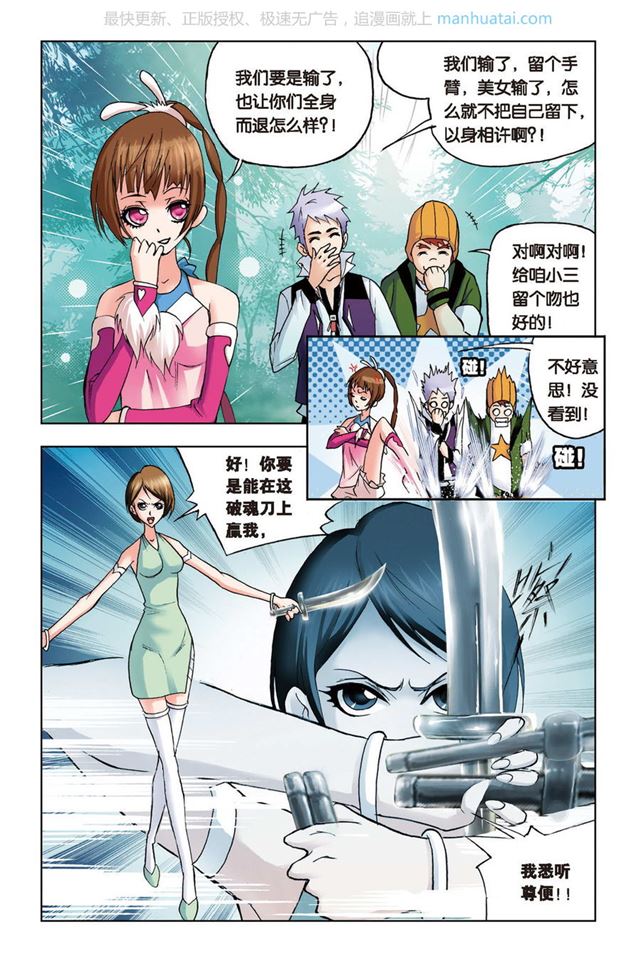 最快更新、正版授权、极速无广告，追漫画就上 manhuatai.com
我们要是输了，
也让你们全身
而退怎么样？！
我们输了，留个手
臂，美女输了，怎
么就不把自己留下，
以身相许啊？！
对啊对啊！
给咱小三
留个吻也
好的！
碰！
不好意
思！没
看到！
碰！
好！你要
是能在这
破魂刀上
赢我，
我悉听
尊便！！